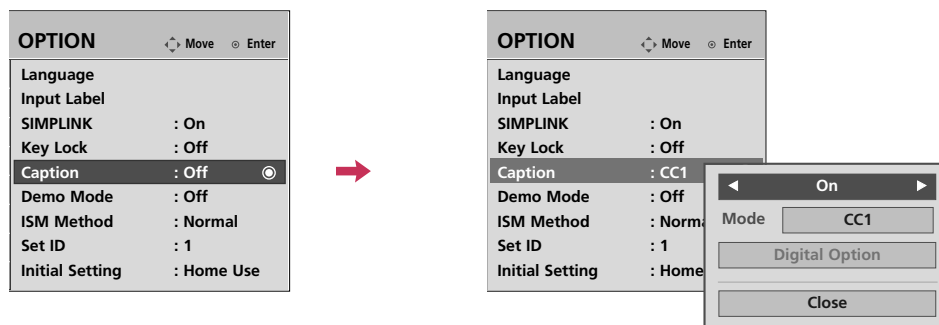 OPTION Move Enter
Language
Input Label
SIMPLINK : On
Key Lock : Off
Caption : Off
Demo Mode : Off
ISM Method : Normal
Set ID : 1
Initial Setting : Home Use
OPTION Move Enter
Language
Input Label
SIMPLINK : On
Key Lock : Off
Caption : CC1
Demo Mode : Off
ISM Method : Norma
Set ID : 1
Initial Setting : Home
On
Mode CC1
Digital Option
Close